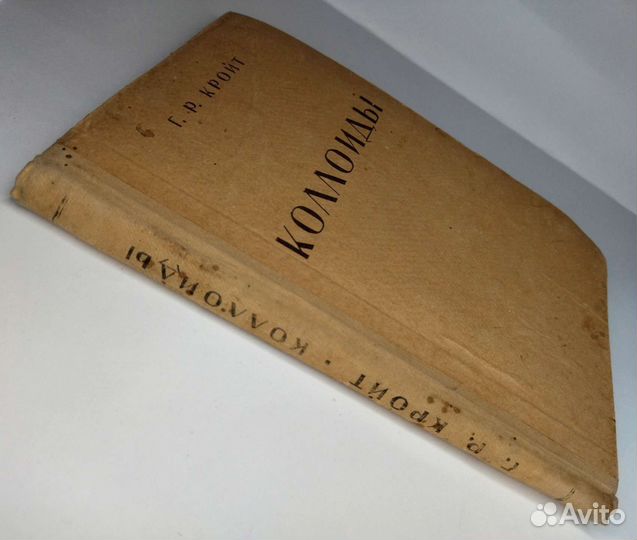 Г. Р. КРОЙТ
КОЛЛОИДЫ
Г. Р. КРОЙТ · КОЛЛОИДЫ
Avito